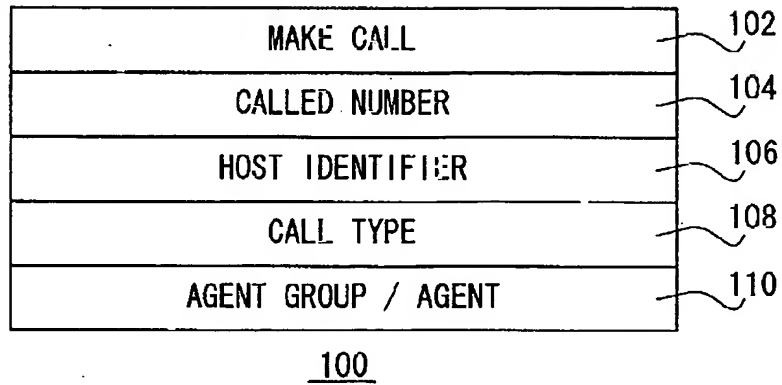 MAKE CALL 102
CALLED NUMBER 104
HOST IDENTIFIER 106
CALL TYPE 108
AGENT GROUP / AGENT 110
100